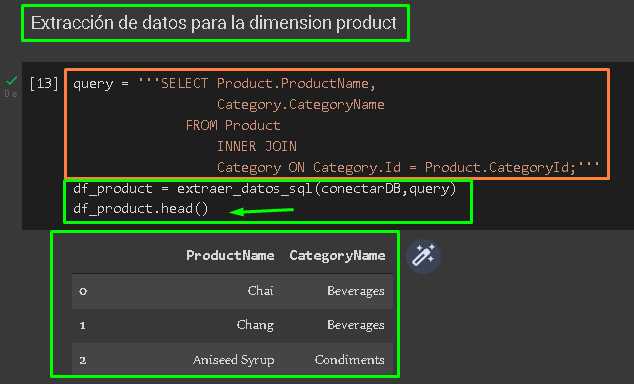 Extracción de datos para la dimension product
[13] query = '''SELECT Product.ProductName,
Category.CategoryName
FROM Product
INNER JOIN
Category ON Category.Id = Product.CategoryId;'''
0 s
df_product = extraer_datos_sql(conectarDB,query)
df_product.head()
ProductName CategoryName
0 Chai Beverages
1 Chang Beverages
2 Aniseed Syrup Condiments